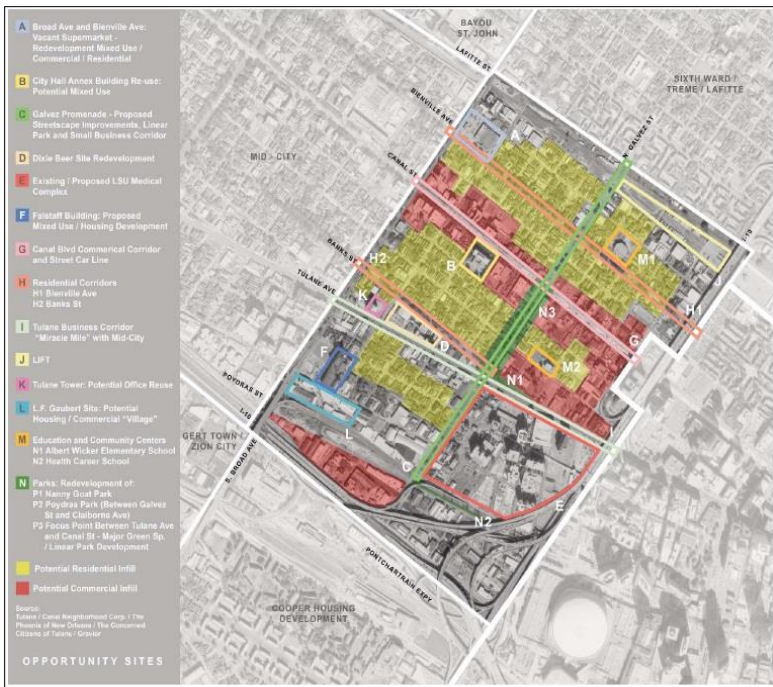 A Broad Ave and Bienville Ave:
Vacant Supermarket -
Redevelopment Mixed Use /
Commercial / Residential
B City Hall Annex Building Re-use:
Potential Mixed Use
C Galvez Promenade - Proposed
Streetscape Improvements, Linear
Park and Small Business Corridor
D Dixie Beer Site Redevelopment
E Existing / Proposed LSU Medical
Complex
F Falstaff Building: Proposed
Mixed Use / Housing Development
G Canal Blvd Commerical Corridor
and Street Car Line
H Residential Corridors
H1 Bienville Ave
H2 Banks St
I Tulane Business Corridor
"Miracle Mile" with Mid-City
J LIFT
K Tulane Tower: Potential Office Reuse
L L.F. Gaubert Site: Potential
Housing / Commercial "Village"
M Education and Community Centers
N1 Albert Wicker Elementary School
N2 Health Career School
N Parks: Redevelopment of:
P1 Nanny Goat Park
P2 Poydras Park (Between Galvez
St and Claiborne Ave)
P3 Focus Point Between Tulane Ave
and Canal St - Major Green Sp.
/ Linear Park Development
Potential Residential Infill
Potential Commercial Infill
Source:
Tulane / Canal Neighborhood Corp. / The
Phoenix of New Orleans / The Concerned
Citizens of Tulane / Gravier
OPPORTUNITY SITES
BAYOU
ST. JOHN
LAFITTE ST
SIXTH WARD /
TREME / LAFITTE
BIENVILLE AVE
N. GALVEZ ST
A
MID - CITY
CANAL ST
I-10
M1
J
BANKS ST
H2
B
TULANE AVE
K
N3
H1
D
G
F
M2
N1
POYDRAS ST
I-10
L
GERT TOWN /
ZION CITY
S. BROAD AVE
C
E
N2
PONTCHARTRAIN EXPY
COOPER HOUSING
DEVELOPMENT